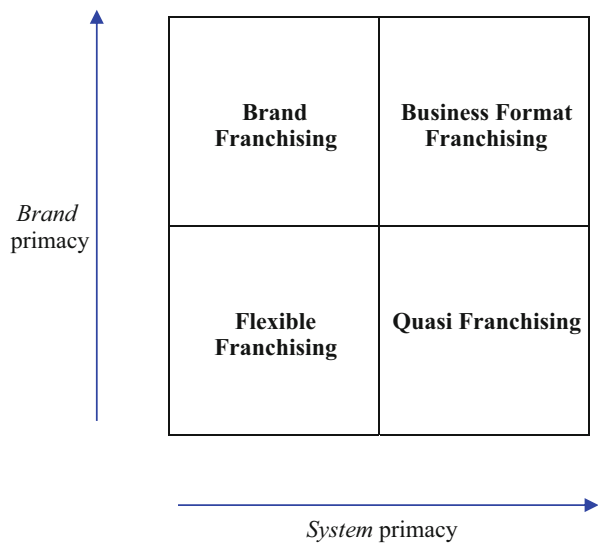 Brand
Franchising
Business Format
Franchising
Brand
primacy
Flexible
Franchising
Quasi Franchising
System primacy